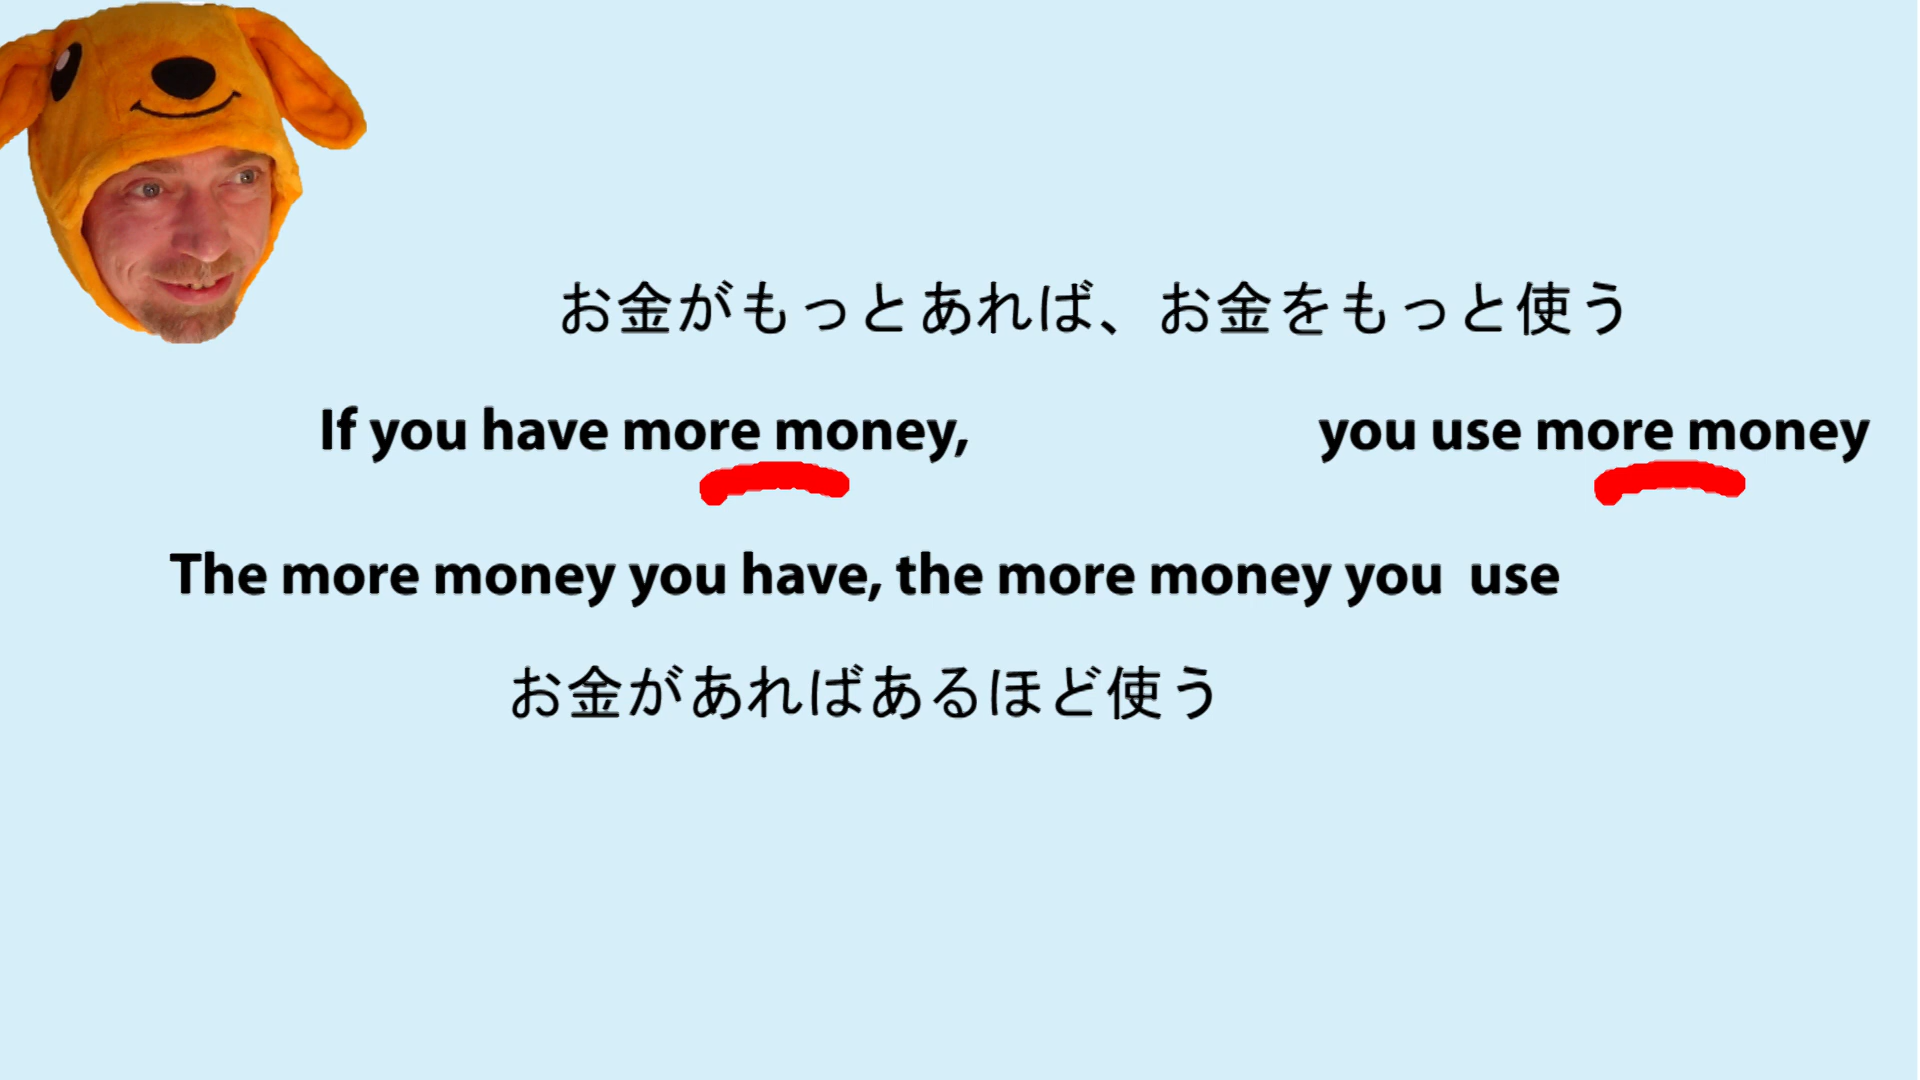 お金がもっとあれば、お金をもっと使う
If you have more money, you use more money
The more money you have, the more money you use
お金があればあるほど使う